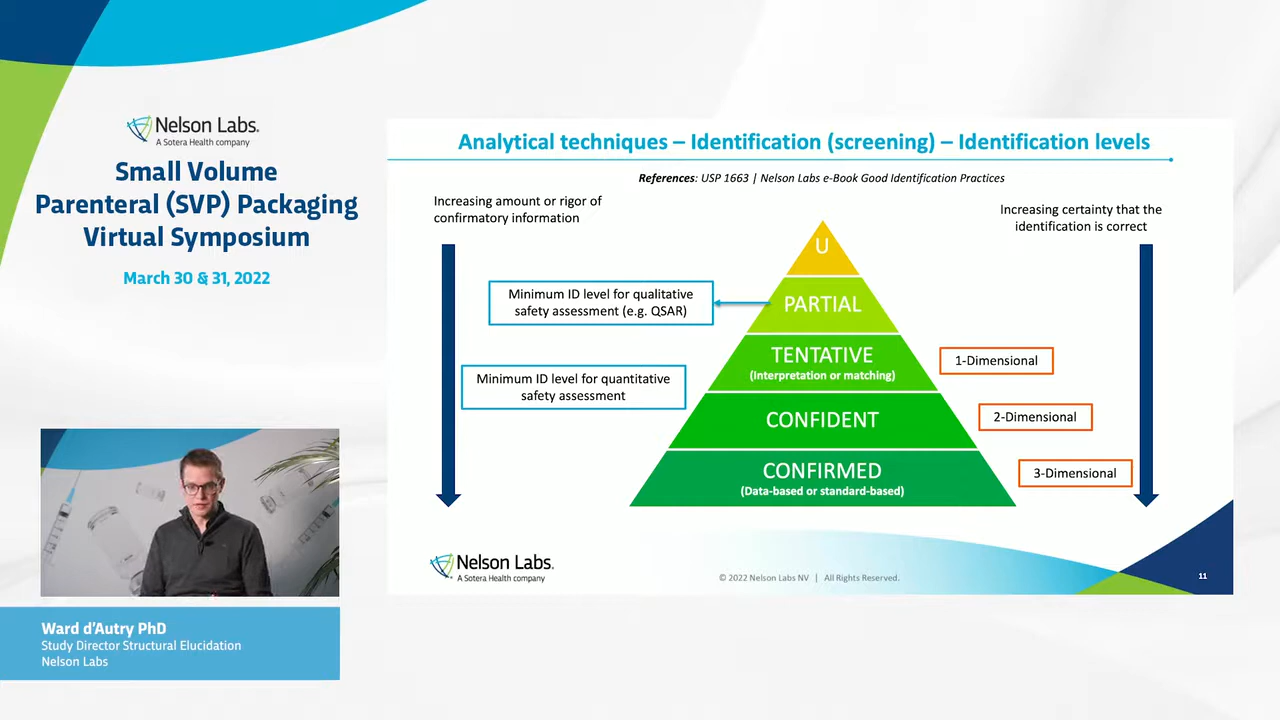 Nelson Labs.
A Sotera Health company
Small Volume
Parenteral (SVP) Packaging
Virtual Symposium
March 30 & 31, 2022
Analytical techniques – Identification (screening) – Identification levels
References: USP 1663 | Nelson Labs e-Book Good Identification Practices
Increasing amount or rigor of
confirmatory information
Increasing certainty that the
identification is correct
U
Minimum ID level for qualitative
safety assessment (e.g. QSAR)
PARTIAL
TENTATIVE
(Interpretation or matching)
1-Dimensional
Minimum ID level for quantitative
safety assessment
CONFIDENT
2-Dimensional
CONFIRMED
(Data-based or standard-based)
3-Dimensional
Nelson Labs.
A Sotera Health company
© 2022 Nelson Labs NV | All Rights Reserved.
11
Ward d’Autry PhD
Study Director Structural Elucidation
Nelson Labs